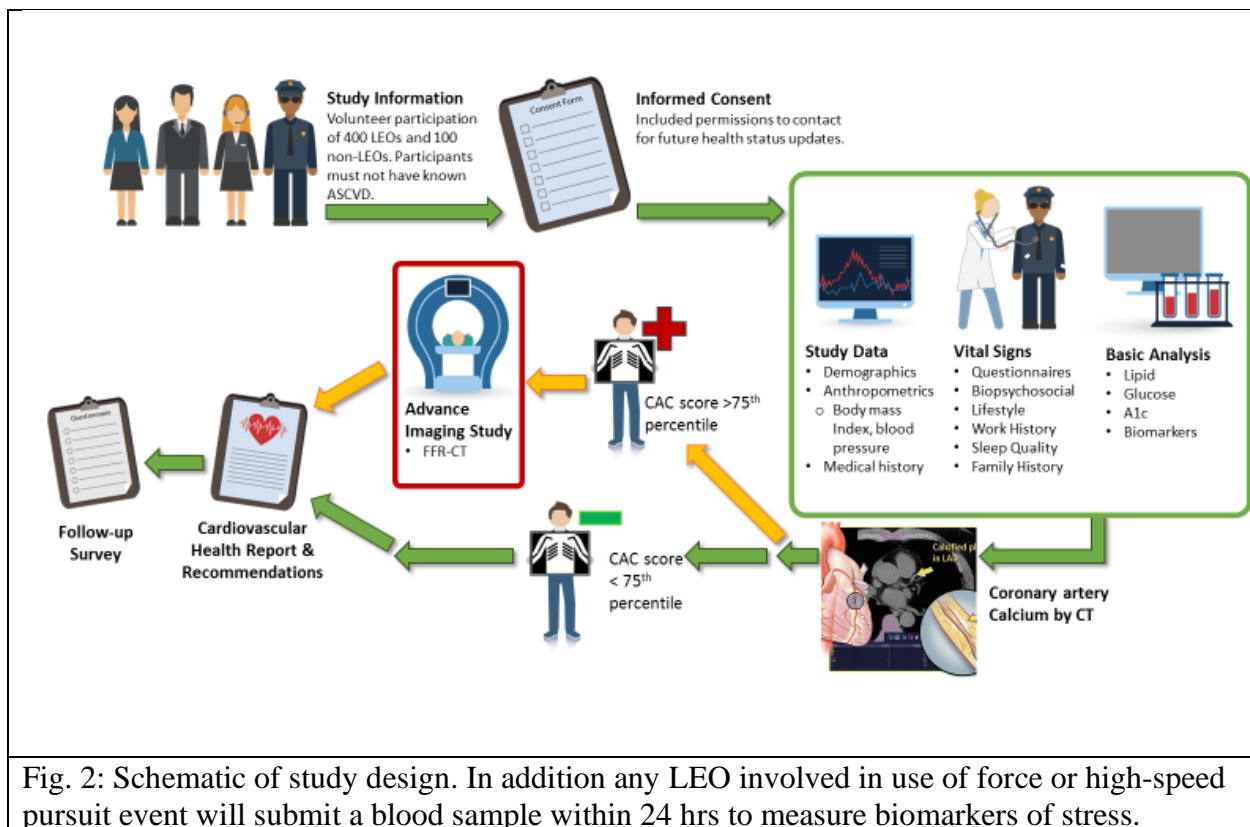 Study Information
Volunteer participation
of 400 LEOs and 100
non-LEOs. Participants
must not have known
ASCVD.
Consent Form
Informed Consent
Included permissions to contact
for future health status updates.
Study Data
• Demographics
• Anthropometrics
o Body mass
Index, blood
pressure
• Medical history
Vital Signs
• Questionnaires
• Biopsychosocial
• Lifestyle
• Work History
• Sleep Quality
• Family History
Basic Analysis
• Lipid
• Glucose
• A1c
• Biomarkers
Coronary artery
Calcium by CT
Calcified pl
in LAD
CAC score >75th
percentile
Advance
Imaging Study
• FFR-CT
CAC score
< 75th
percentile
Cardiovascular
Health Report &
Recommendations
Questionnaire
Follow-up
Survey
Fig. 2: Schematic of study design. In addition any LEO involved in use of force or high-speed
pursuit event will submit a blood sample within 24 hrs to measure biomarkers of stress.